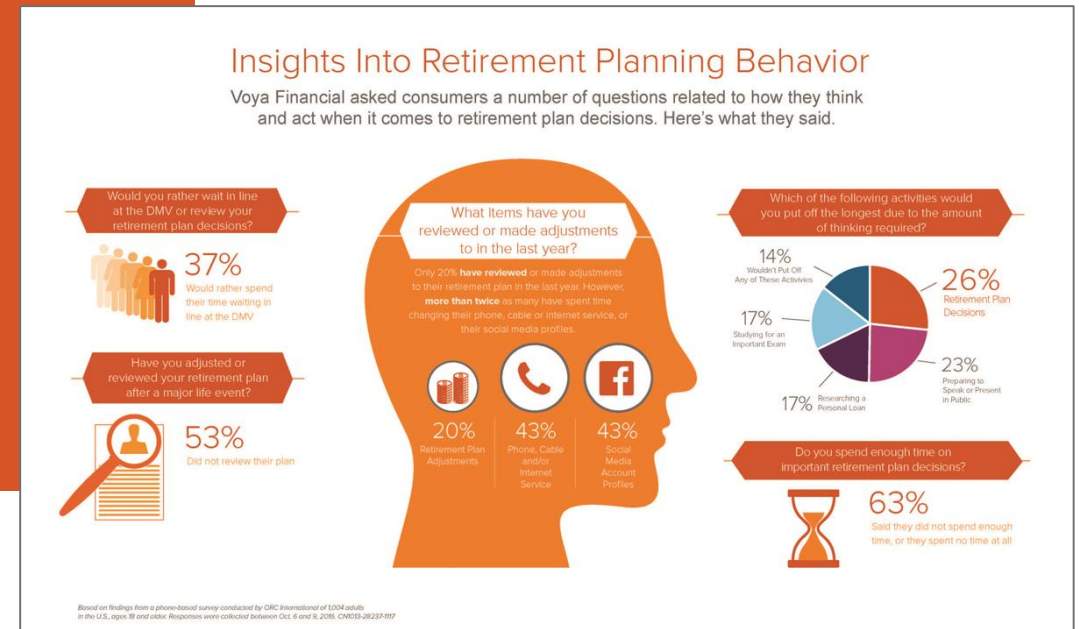 Insights Into Retirement Planning Behavior
Voya Financial asked consumers a number of questions related to how they think
and act when it comes to retirement plan decisions. Here's what they said.
Would you rather wait in line
at the DMV or review your
retirement plan decisions?
37%
Would rather spend
their time waiting in
line at the DMV
Have you adjusted or
reviewed your retirement plan
after a major life event?
53%
Did not review their plan
What items have you
reviewed or made adjustments
to in the last year?
Only 20% have reviewed or made adjustments
to their retirement plan in the last year. However,
more than twice as many have spent time
changing their phone, cable or internet service, or
their social media profiles.
20%
Retirement Plan
Adjustments
43%
Phone, Cable
and/or
Internet
Service
43%
Social
Media
Account
Profiles
Which of the following activities would
you put off the longest due to the amount
of thinking required?
14%
Wouldn't Put Off
Any of These Activities
26%
Retirement Plan
Decisions
17%
Studying for an
Important Exam
23%
Preparing to
Speak or Present
in Public
17%
Researching a
Personal Loan
Do you spend enough time on
important retirement plan decisions?
63%
Said they did not spend enough
time, or they spent no time at all
Based on findings from a phone-based survey conducted by ORC International of 1,004 adults
in the U.S., ages 18 and older. Responses were collected between Oct. 6 and 9, 2016. CN1013-28237-1117